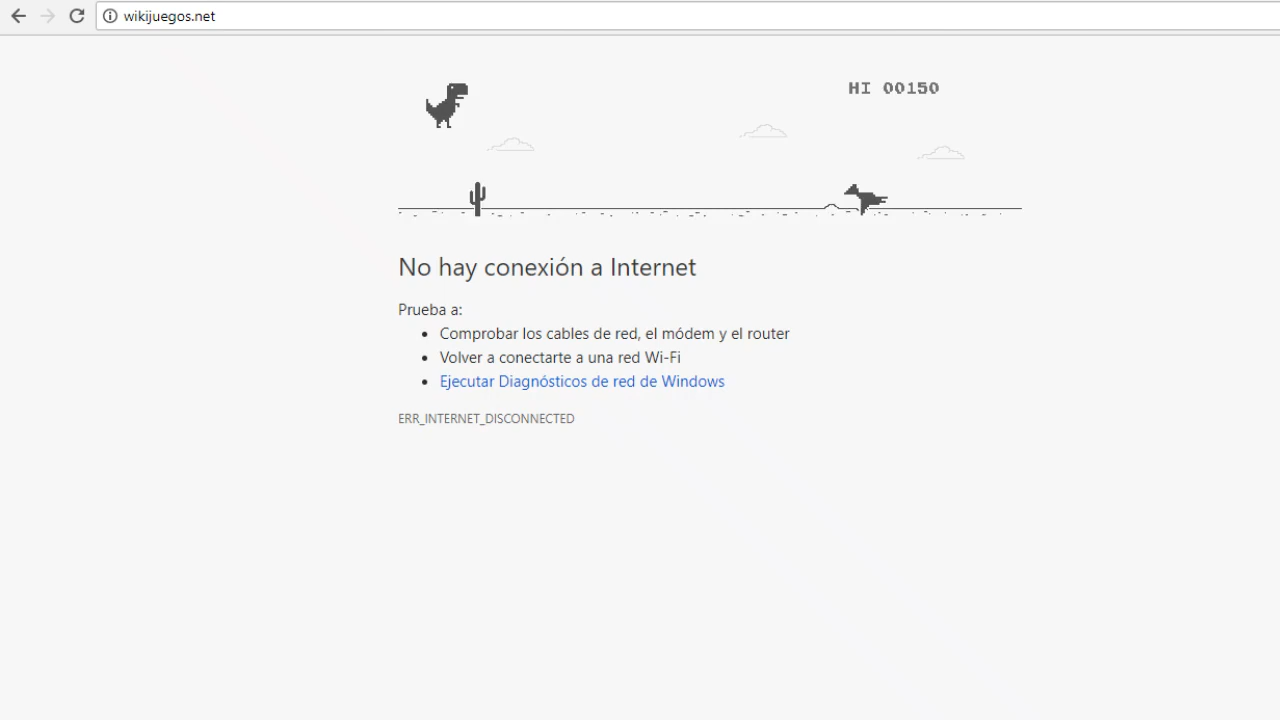 wikijuegos.net
HI 00150
No hay conexión a Internet
Prueba a:
Comprobar los cables de red, el módem y el router
Volver a conectarte a una red Wi-Fi
Ejecutar Diagnósticos de red de Windows
ERR_INTERNET_DISCONNECTED